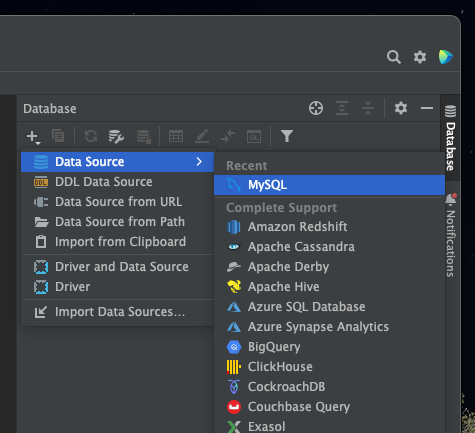 Database
Data Source
DDL Data Source
DDL
Data Source from URL
Data Source from Path
Import from Clipboard
Driver and Data Source
Driver
Import Data Sources...
Recent
MySQL
Complete Support
Amazon Redshift
Apache Cassandra
Apache Derby
Apache Hive
Azure SQL Database
Azure Synapse Analytics
BigQuery
ClickHouse
CockroachDB
Couchbase Query
Exasol
QL
Database
Notifications